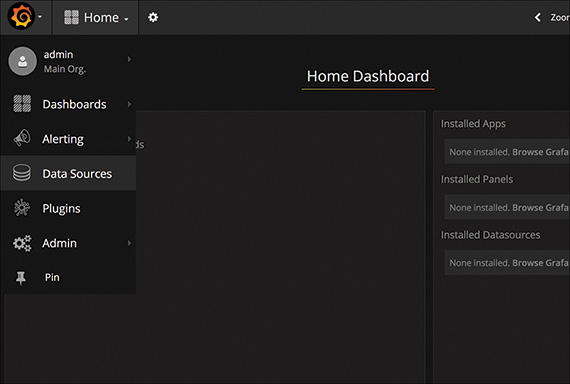 Home
Zoom
admin
Main Org.
Home Dashboard
Dashboards
Installed Apps
Alerting
ds
None installed. Browse Grafa
Data Sources
Installed Panels
Plugins
None installed. Browse Grafa
Installed Datasources
Admin
None installed. Browse Grafa
Pin